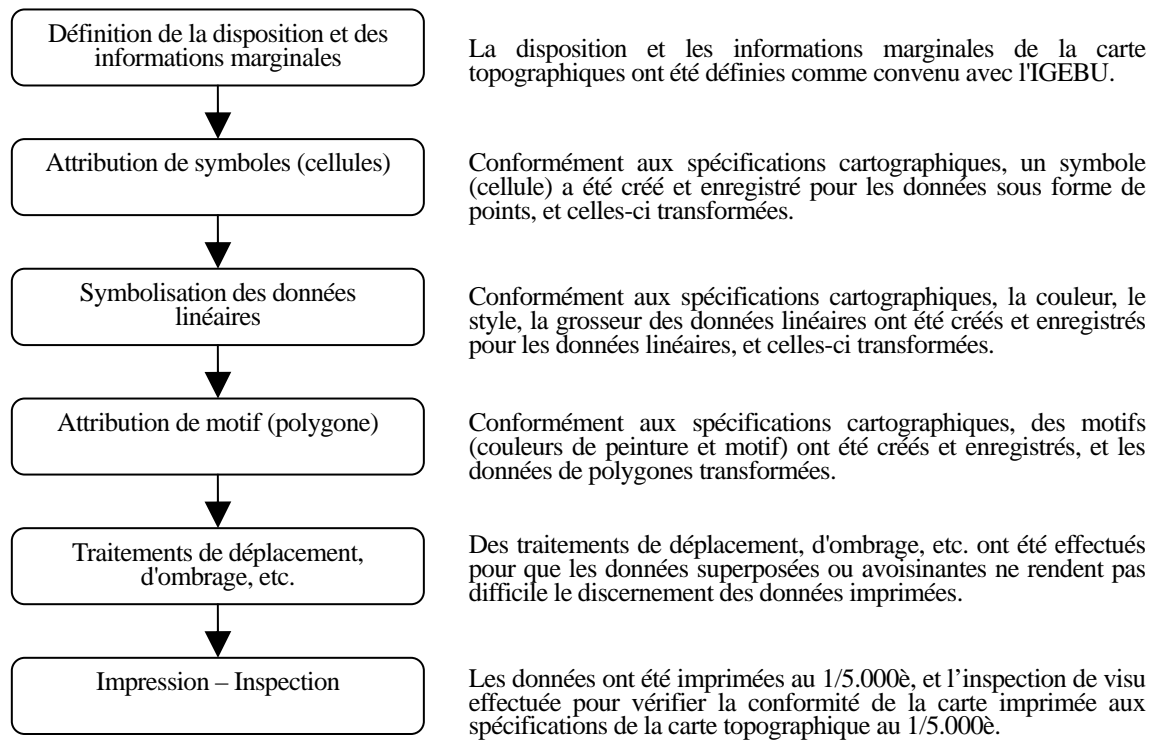 Définition de la disposition et des
informations marginales
La disposition et les informations marginales de la carte
topographiques ont été définies comme convenu avec l'IGEBU.
Attribution de symboles (cellules)
Conformément aux spécifications cartographiques, un symbole
(cellule) a été créé et enregistré pour les données sous forme de
points, et celles-ci transformées.
Symbolisation des données
linéaires
Conformément aux spécifications cartographiques, la couleur, le
style, la grosseur des données linéaires ont été créés et enregistrés
pour les données linéaires, et celles-ci transformées.
Attribution de motif (polygone)
Conformément aux spécifications cartographiques, des motifs
(couleurs de peinture et motif) ont été créés et enregistrés, et les
données de polygones transformées.
Traitements de déplacement,
d'ombrage, etc.
Des traitements de déplacement, d'ombrage, etc. ont été effectués
pour que les données superposées ou avoisinantes ne rendent pas
difficile le discernement des données imprimées.
Impression – Inspection
Les données ont été imprimées au 1/5.000è, et l’inspection de visu
effectuée pour vérifier la conformité de la carte imprimée aux
spécifications de la carte topographique au 1/5.000è.